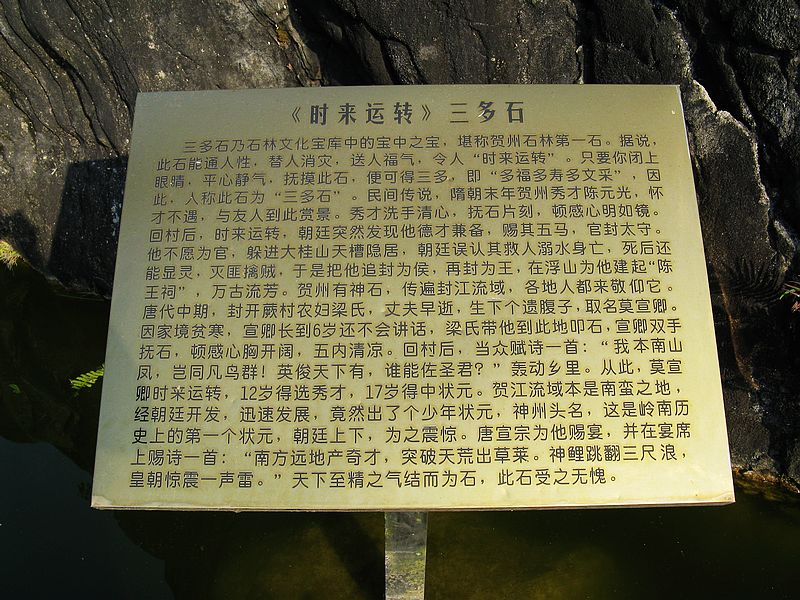 《时来运转》三多石
三多石乃石林文化宝库中的宝中之宝，堪称贺州石林第一石。据说，
此石能通人性，替人消灾，送人福气，令人“时来运转”。只要你闭上
眼睛，平心静气，抚摸此石，便可得三多，即“多福多寿多文采”，因
此，人称此石为“三多石”。民间传说，隋朝末年贺州秀才陈元光，怀
才不遇，与友人到此赏景。秀才洗手清心，抚石片刻，顿感心明如镜。
回村后，时来运转，朝廷突然发现他德才兼备，赐其五马，官封太守。
他不愿为官，躲进大桂山天槽隐居，朝廷误认其救人溺水身亡，死后还
能显灵，灭匪擒贼，于是把他追封为侯，再封为王，在浮山为他建起“陈
王祠”，万古流芳。贺州有神石，传遍封江流域，各地人都来敬仰它。
唐代中期，封开蕨村农妇梁氏，丈夫早逝，生下个遗腹子，取名莫宣卿。
因家境贫寒，宣卿长到6岁还不会讲话，梁氏带他到此地叩石，宣卿双手
抚石，顿感心胸开阔，五内清凉。回村后，当众赋诗一首：“我本南山
凤，岂同凡鸟群！英俊天下有，谁能佐圣君？”轰动乡里。从此，莫宣
卿时来运转，12岁得选秀才，17岁得中状元。贺江流域本是南蛮之地，
经朝廷开发，迅速发展，竟然出了个少年状元，神州头名，这是岭南历
史上的第一个状元，朝廷上下，为之震惊。唐宣宗为他赐宴，并在宴席
上赐诗一首：“南方远地产奇才，突破天荒出草莱。神鲤跳翻三尺浪，
皇朝惊震一声雷。”天下至精之气结而为石，此石受之无愧。